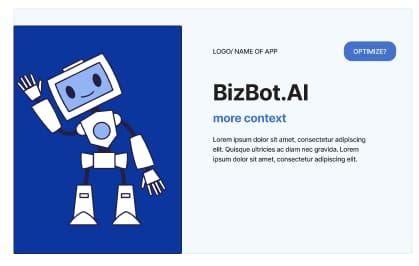 LOGO/ NAME OF APP
OPTIMIZE?
BizBot.AI
more context
Lorem ipsum dolor sit amet, consectetur adipiscing
elit. Quisque ultricies ac diam nec gravida. Lorem
ipsum dolor sit amet, consectetur adipiscing elit.